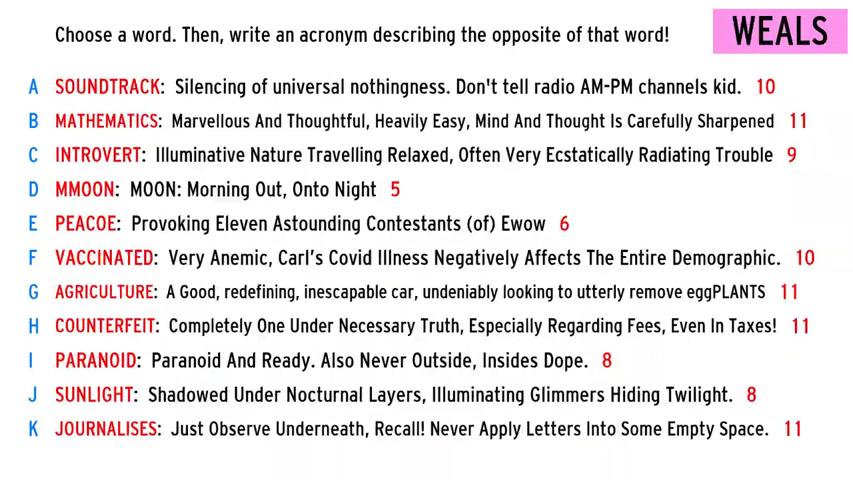 Choose a word. Then, write an acronym describing the opposite of that word!
WEALS
A SOUNDTRACK: Silencing of universal nothingness. Don't tell radio AM-PM channels kid. 10
B MATHEMATICS: Marvellous And Thoughtful, Heavily Easy, Mind And Thought Is Carefully Sharpened 11
C INTROVERT: Illuminative Nature Travelling Relaxed, Often Very Ecstatically Radiating Trouble 9
D MMOON: MOON: Morning Out, Onto Night 5
E PEACOE: Provoking Eleven Astounding Contestants (of) Ewow 6
F VACCINATED: Very Anemic, Carl's Covid Illness Negatively Affects The Entire Demographic. 10
G AGRICULTURE: A Good, redefining, inescapable car, undeniably looking to utterly remove eggPLANTS 11
H COUNTERFEIT: Completely One Under Necessary Truth, Especially Regarding Fees, Even In Taxes! 11
I PARANOID: Paranoid And Ready. Also Never Outside, Insides Dope. 8
J SUNLIGHT: Shadowed Under Nocturnal Layers, Illuminating Glimmers Hiding Twilight. 8
K JOURNALISES: Just Observe Underneath, Recall! Never Apply Letters Into Some Empty Space. 11